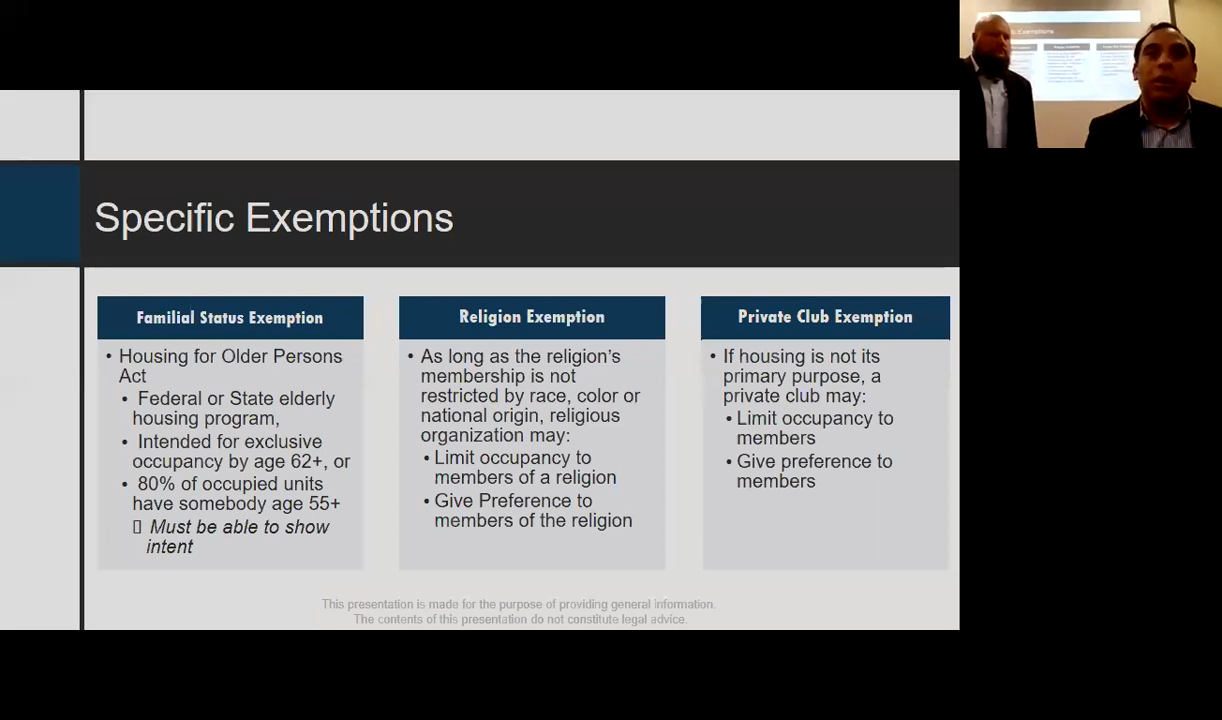 Specific Exemptions
Familial Status Exemption
• Housing for Older Persons
Act
• Federal or State elderly
housing program,
• Intended for exclusive
occupancy by age 62+, or
• 80% of occupied units
have somebody age 55+
▯ Must be able to show
intent
Religion Exemption
• As long as the religion's
membership is not
restricted by race, color or
national origin, religious
organization may:
• Limit occupancy to
members of a religion
• Give Preference to
members of the religion
Private Club Exemption
• If housing is not its
primary purpose, a
private club may:
• Limit occupancy to
members
• Give preference to
members
This presentation is made for the purpose of providing general information.
The contents of this presentation do not constitute legal advice.
Exemptions